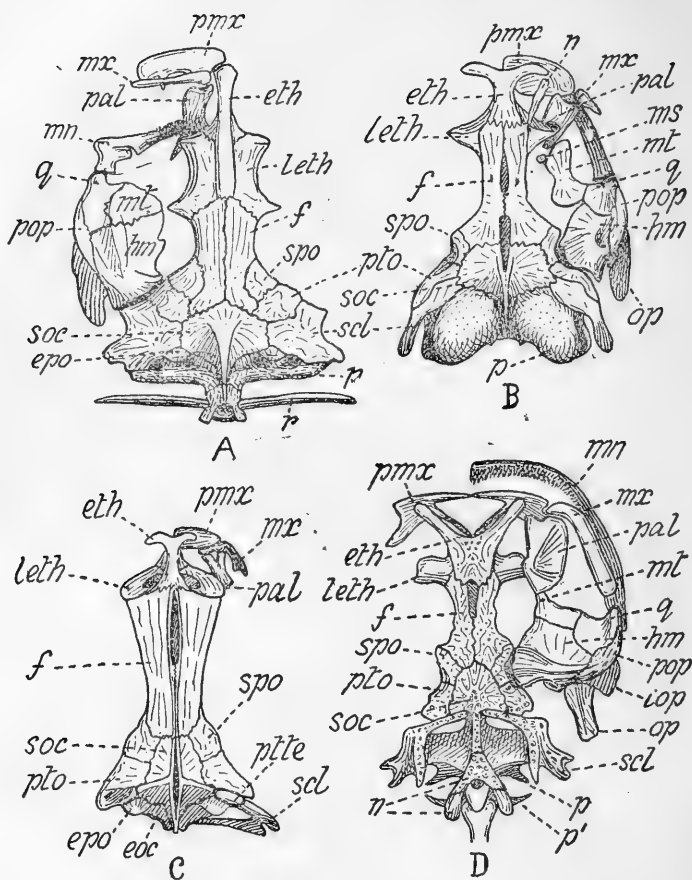 pmx
mx
pal
eth
mn
leth
q
mt
f
pop
hm
spo
pto
soc
scl
epo
p
r
A
pmx
n
mx
eth
pal
leth
ms
mt
f
q
pop
spo
hm
pto
soc
op
p
B
eth
pmx
mx
leth
pal
f
spo
soc
ptte
pto
scl
epo
eoc
C
mn
pmx
mx
eth
pal
leth
mt
f
q
spo
hm
pto
pop
soc
iop
op
scl
n
p
p'
D